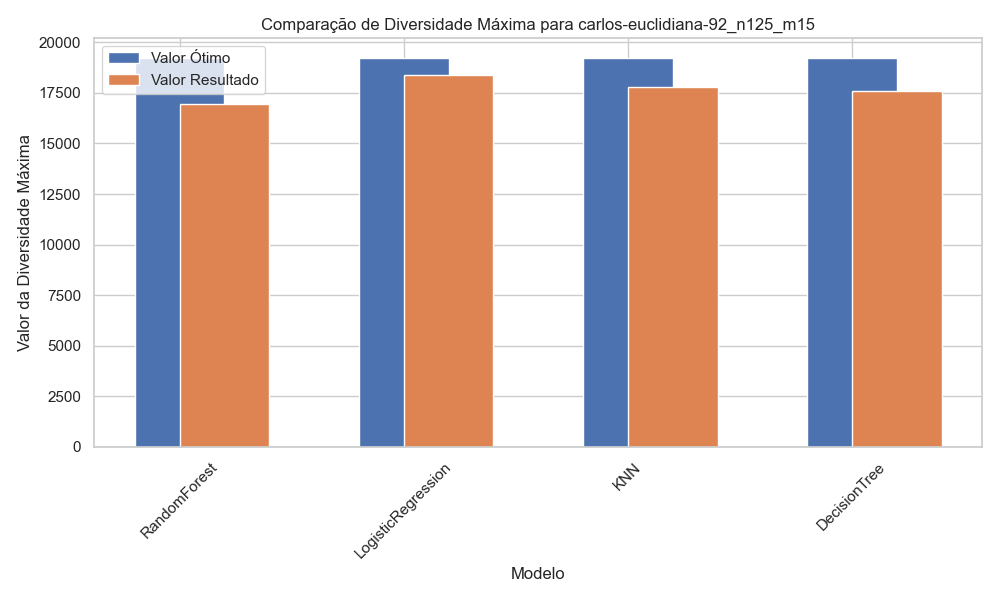 Comparação de Diversidade Máxima para carlos-euclidiana-92_n125_m15
Valor Ótimo
Valor Resultado
Valor da Diversidade Máxima
20000
17500
15000
12500
10000
7500
5000
2500
0
RandomForest
LogisticRegression
KNN
DecisionTree
Modelo